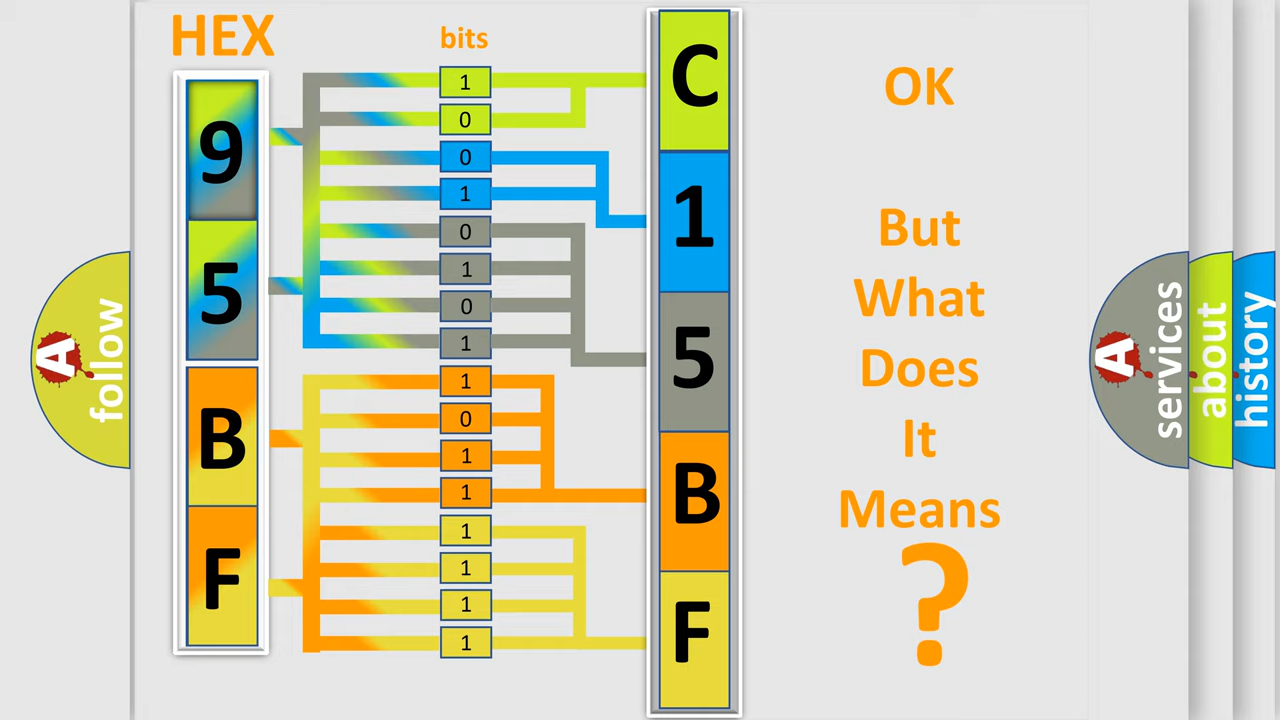 HEX
bits
9
5
B
F
1
0
0
1
0
1
0
1
1
0
1
1
1
1
1
1
C
1
5
B
F
OK
But
What
Does
It
Means
?
A
follow
A
services
about
history